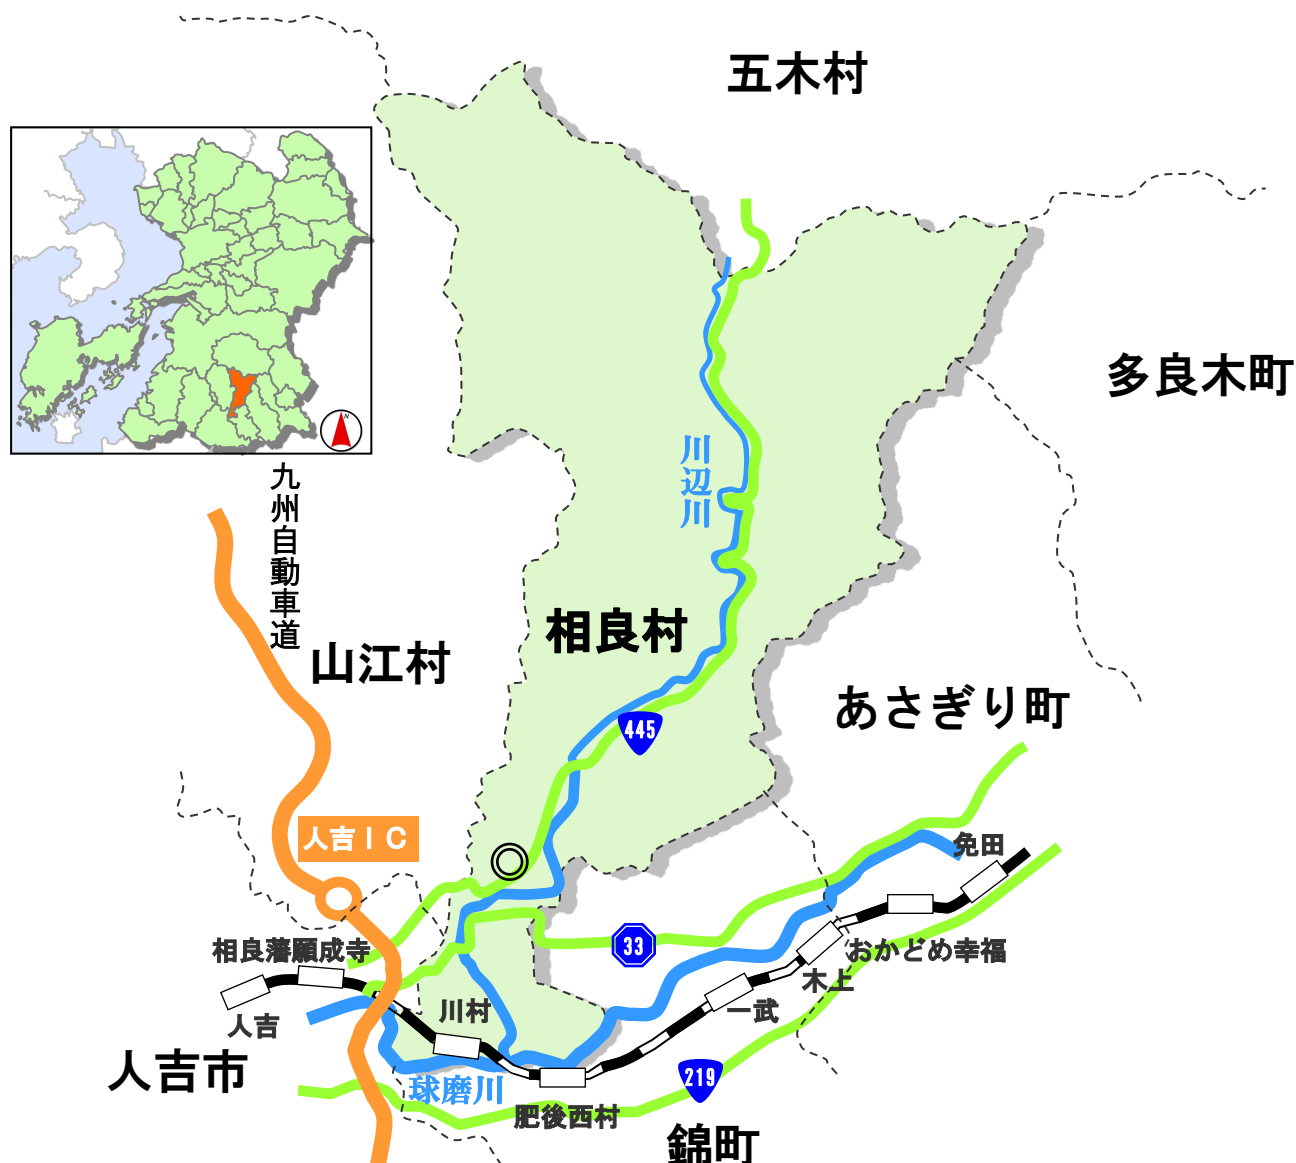 五木村
N
多良木町
川辺川
九州自動車道
相良村
山江村
あさぎり町
445
人吉IC
免田
33
相良藩願成寺
おかどめ幸福
木上
川村
一武
人吉
人吉市
球磨川
219
肥後西村
錦町